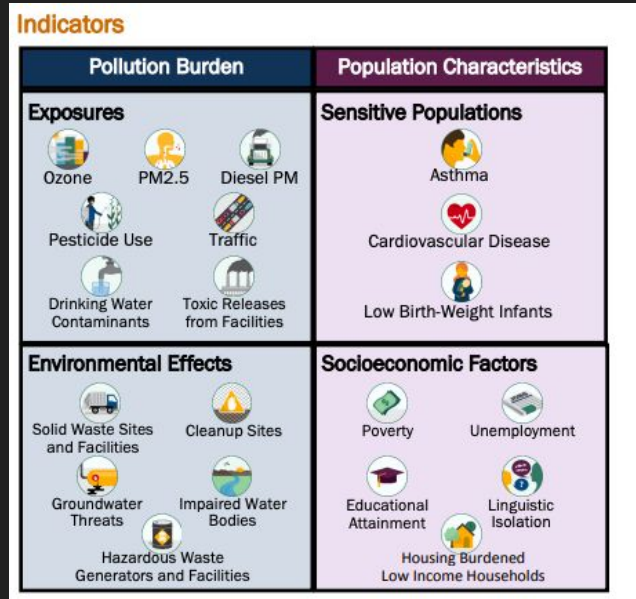 Indicators
Pollution Burden
Population Characteristics
Exposures
Ozone
PM2.5
Diesel PM
Pesticide Use
Traffic
Drinking Water
Contaminants
Toxic Releases
from Facilities
Sensitive Populations
Asthma
Cardiovascular Disease
Low Birth-Weight Infants
Environmental Effects
Solid Waste Sites
and Facilities
Cleanup Sites
Groundwater
Threats
Impaired Water
Bodies
Hazardous Waste
Generators and Facilities
Socioeconomic Factors
Poverty
Unemployment
Educational
Attainment
Linguistic
Isolation
Housing Burdened
Low Income Households